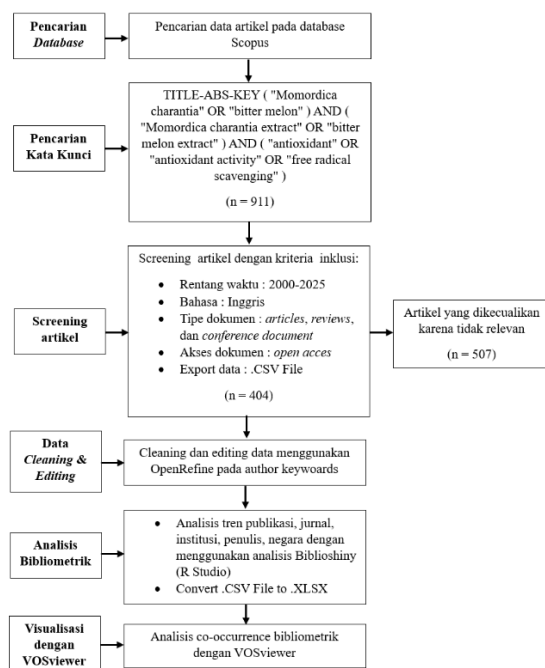 Pencarian
Database
Pencarian data artikel pada database
Scopus
Pencarian
Kata Kunci
TITLE-ABS-KEY ( "Momordica
charantia" OR "bitter melon" ) AND (
"Momordica charantia extract" OR "bitter
melon extract" ) AND ( "antioxidant" OR
"antioxidant activity" OR "free radical
scavenging" )
(n = 911)
Screening
artikel
Screening artikel dengan kriteria inklusi:
• Rentang waktu : 2000-2025
• Bahasa : Inggris
• Tipe dokumen : articles, reviews,
dan conference document
• Akses dokumen : open acces
• Export data : .CSV File
(n = 404)
Artikel yang dikecualikan
karena tidak relevan
(n = 507)
Data
Cleaning &
Editing
Cleaning dan editing data menggunakan
OpenRefine pada author keywoards
Analisis
Bibliometrik
• Analisis tren publikasi, jurnal,
institusi, penulis, negara dengan
menggunakan analisis Biblioshiny
(R Studio)
• Convert .CSV File to .XLSX
Visualisasi
dengan
VOSviewer
Analisis co-occurrence bibliometrik
dengan VOSviewer